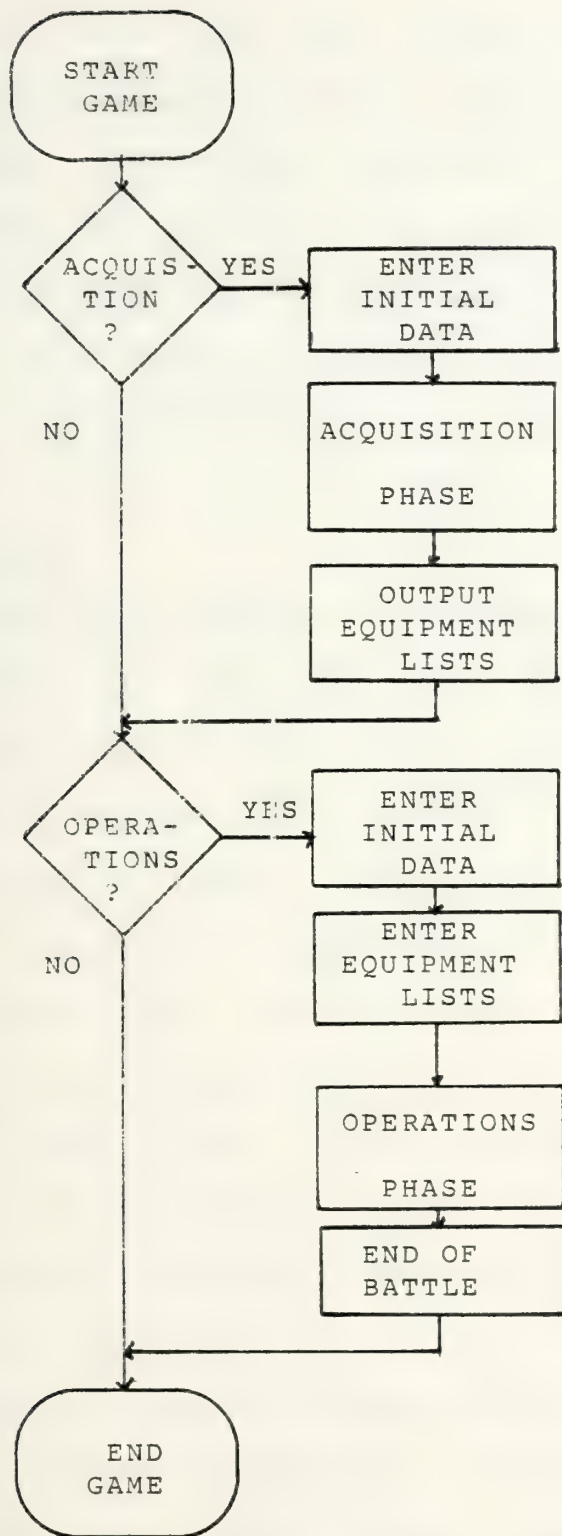 START
GAME
ACQUIS-
TION
?
YES
NO
ENTER
INITIAL
DATA
ACQUISITION
PHASE
OUTPUT
EQUIPMENT
LISTS
OPERA-
TIONS
?
YES
NO
ENTER
INITIAL
DATA
ENTER
EQUIPMENT
LISTS
OPERATIONS
PHASE
END OF
BATTLE
END
GAME